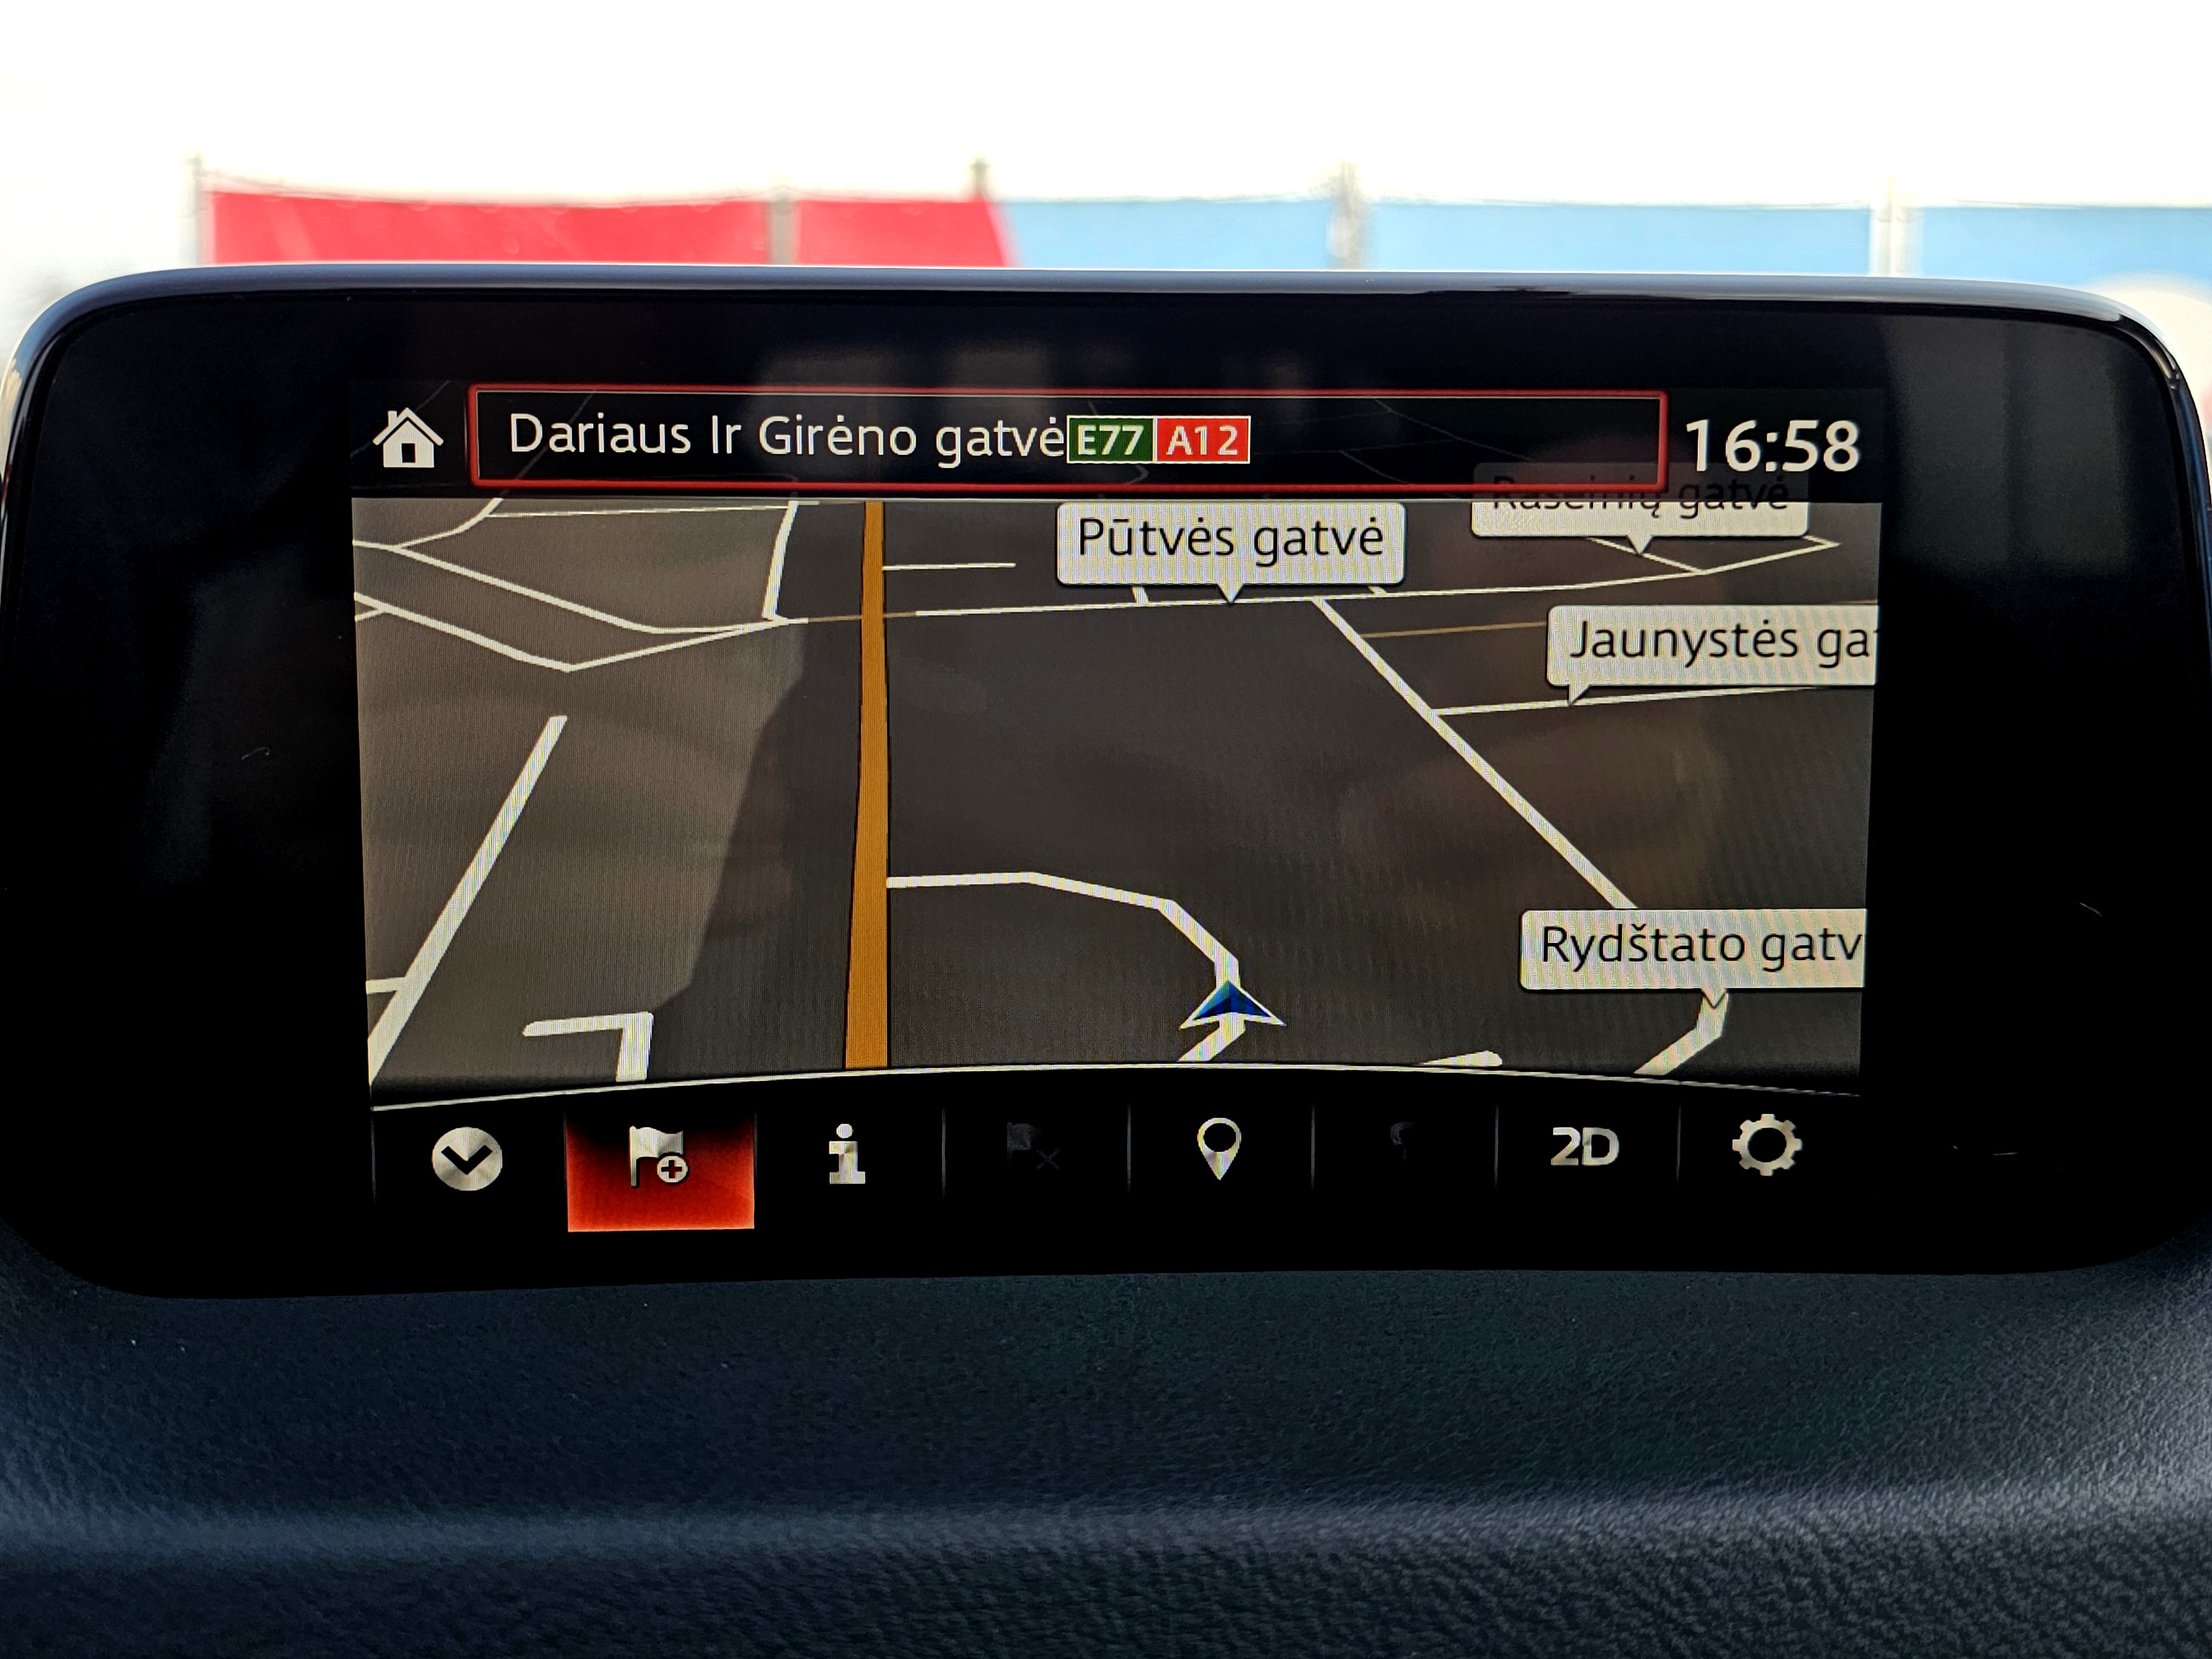 Dariaus Ir Girėno gatvė E77 A12
16:58
Raseinių gatvė
Pūtvės gatvė
Jaunystės ga
Rydštato gatv
2D